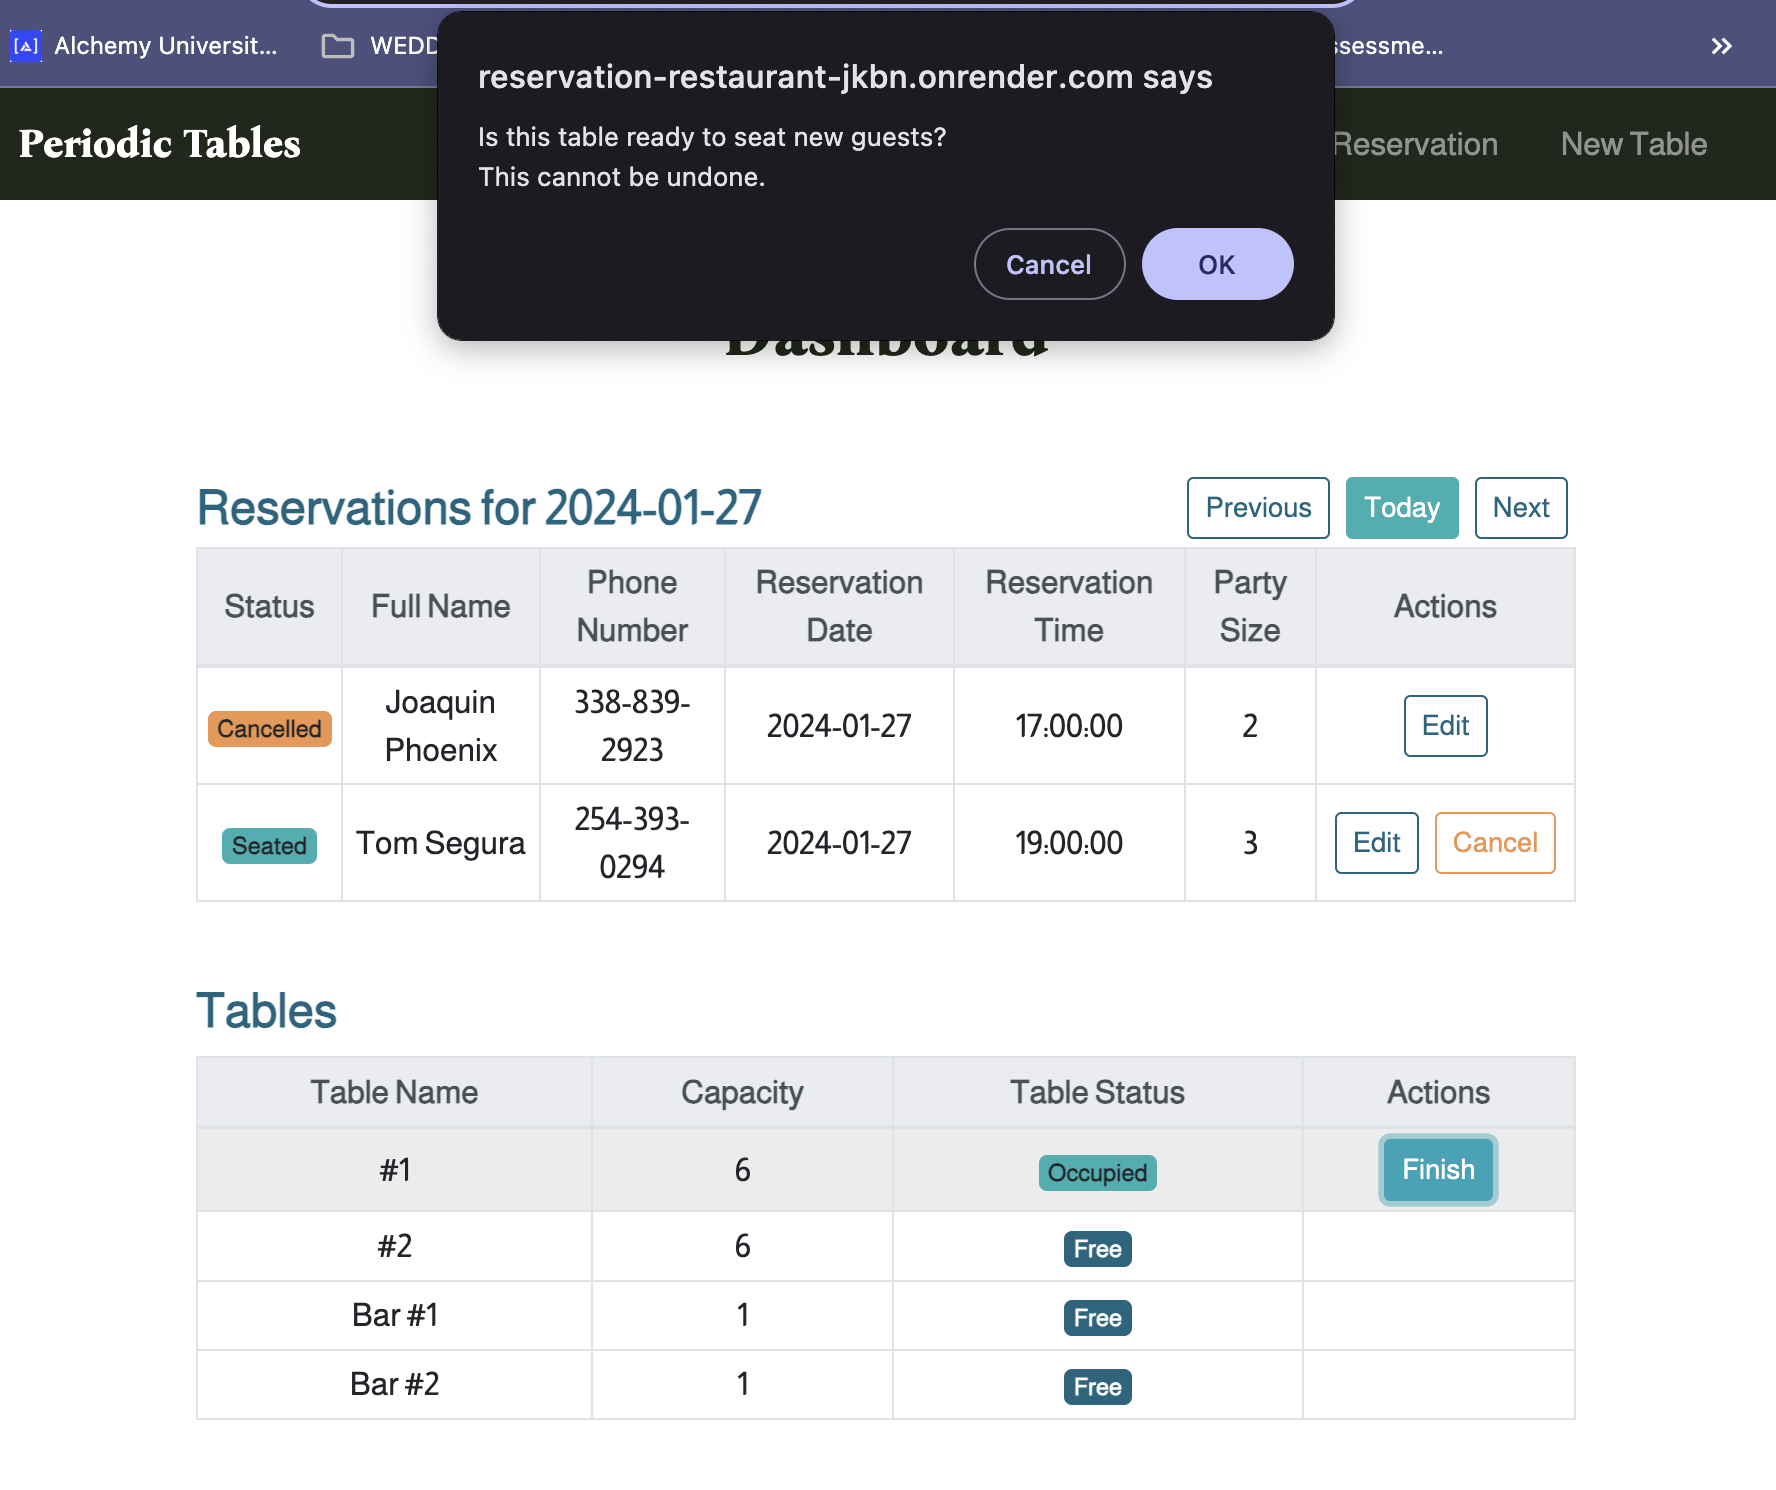 Alchemy Universit...
reservation-restaurant-jkbn.onrender.com says
Is this table ready to seat new guests?
This cannot be undone.
Cancel OK
Periodic Tables
Reservation New Table
Dashboard
Reservations for 2024-01-27
Previous Today Next
Status Full Name Phone Number Reservation Date Reservation Time Party Size Actions
Cancelled Joaquin Phoenix 338-839-2923 2024-01-27 17:00:00 2 Edit
Seated Tom Segura 254-393-0294 2024-01-27 19:00:00 3 Edit Cancel
Tables
Table Name Capacity Table Status Actions
#1 6 Occupied Finish
#2 6 Free
Bar #1 1 Free
Bar #2 1 Free